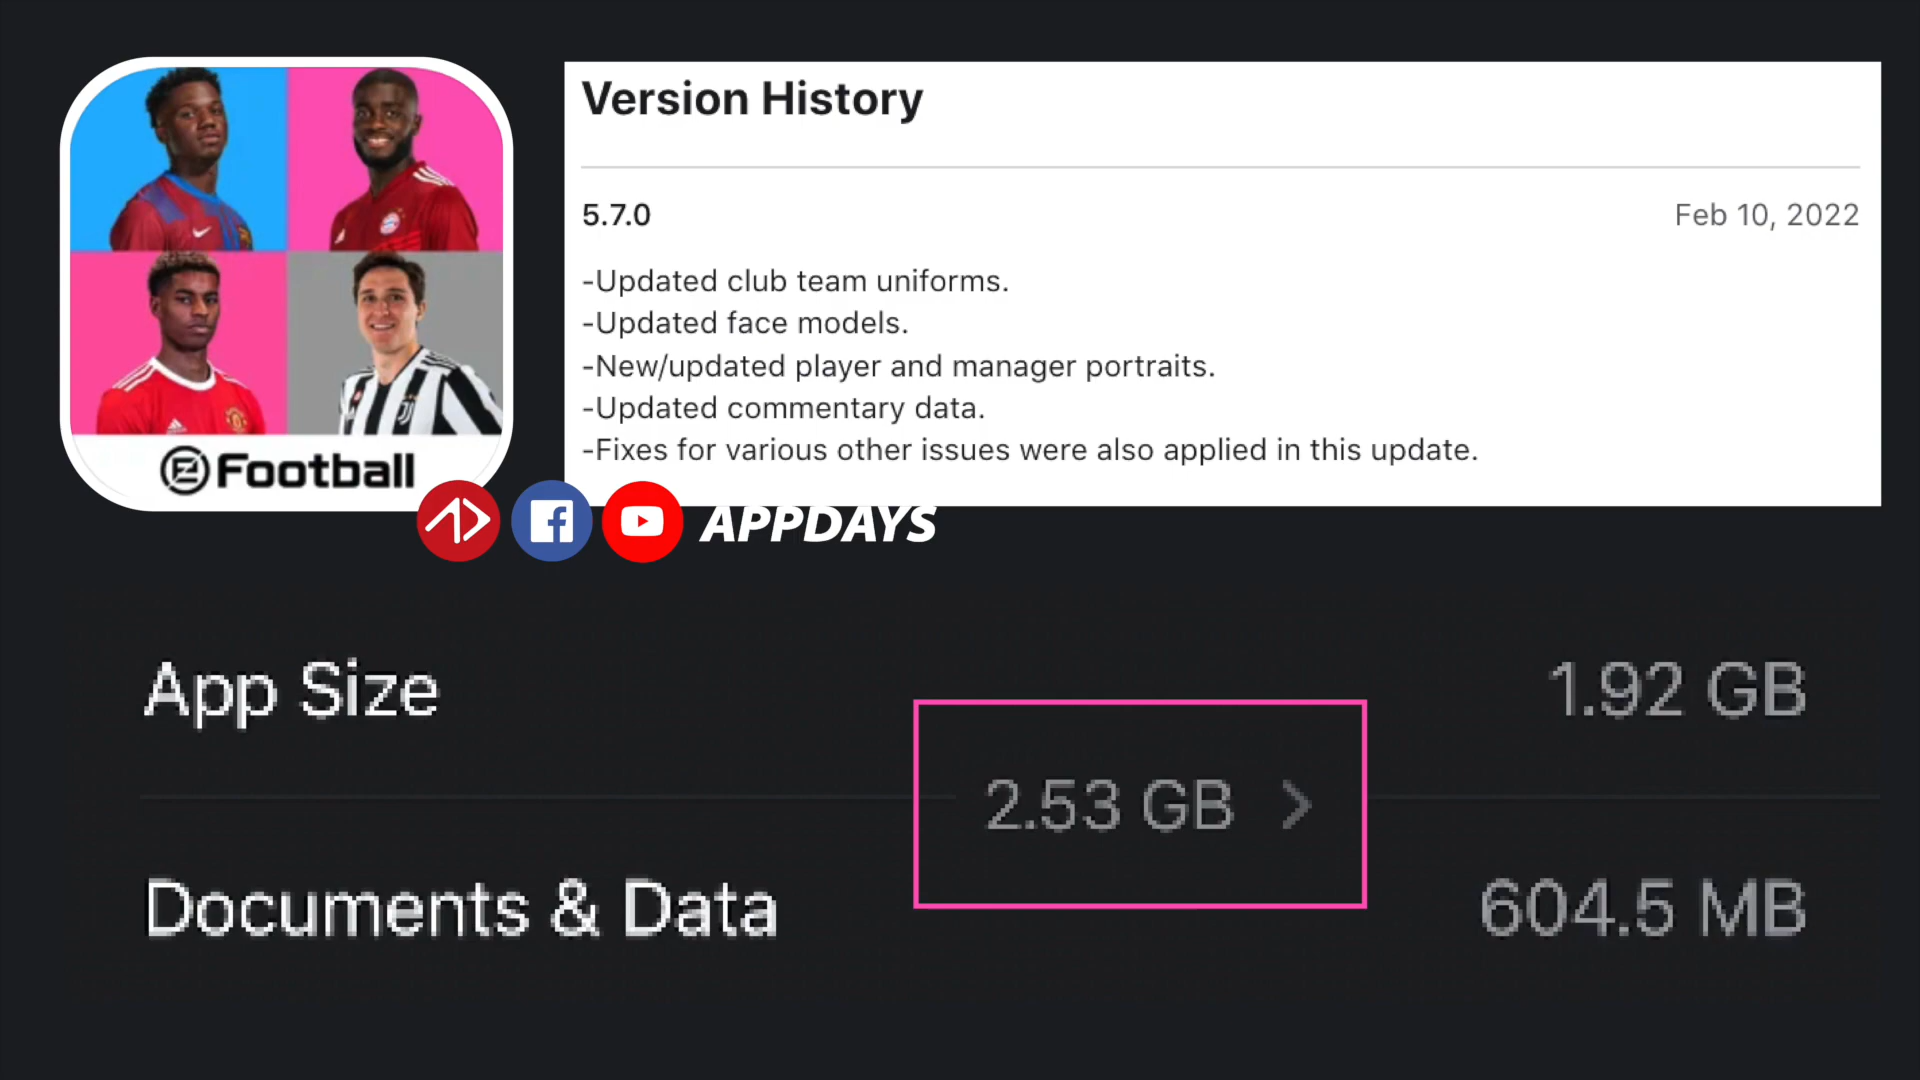 Version History
5.7.0
Feb 10, 2022
-Updated club team uniforms.
-Updated face models.
-New/updated player and manager portraits.
-Updated commentary data.
-Fixes for various other issues were also applied in this update.
Football
APPDAYS
App Size
1.92 GB
2.53 GB >
Documents & Data
604.5 MB